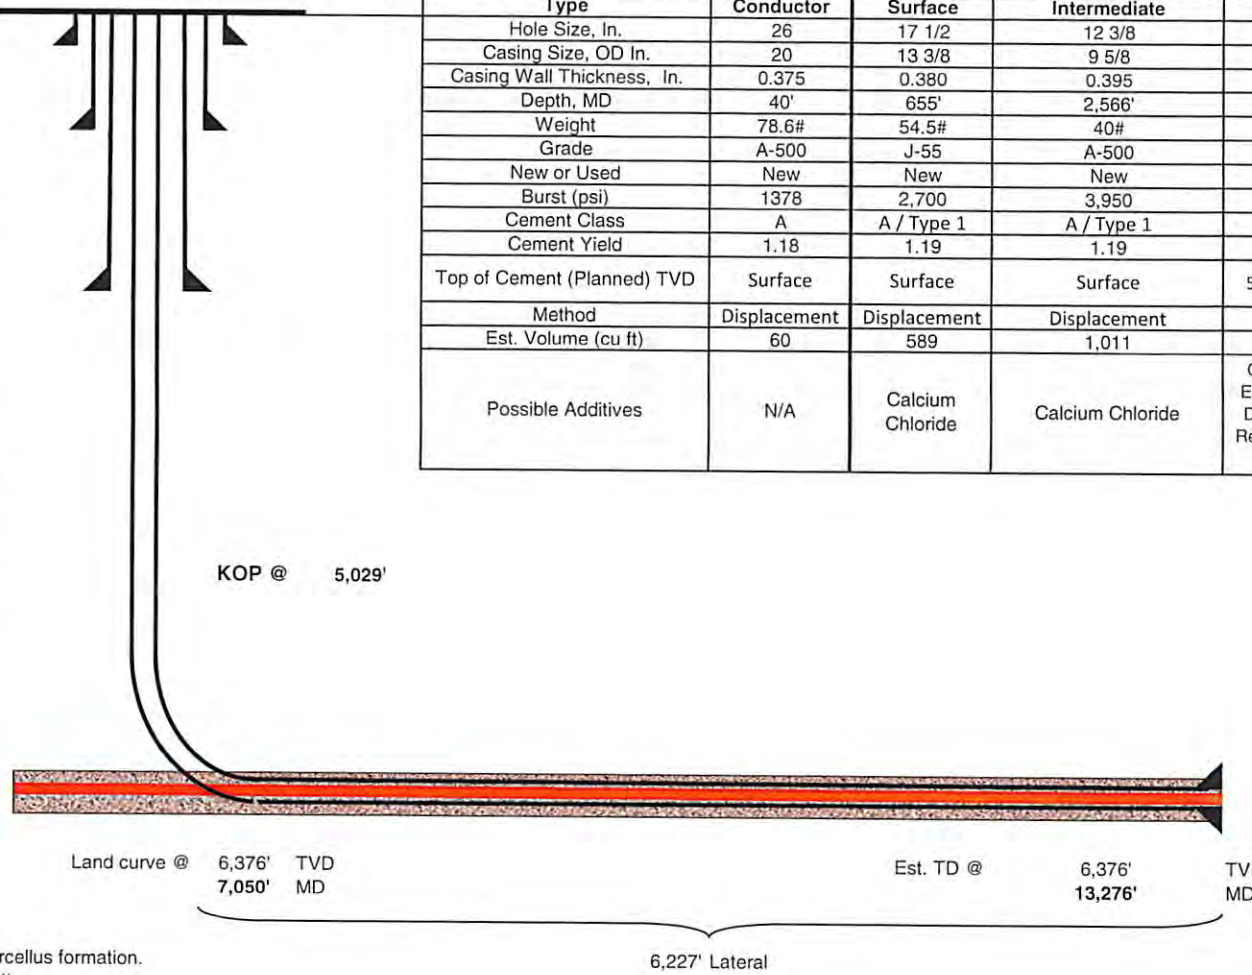 Type Conductor Surface Intermediate
Hole Size, In. 26 17 1/2 12 3/8
Casing Size, OD In. 20 13 3/8 9 5/8
Casing Wall Thickness, In. 0.375 0.380 0.395
Depth, MD 40' 655' 2,566'
Weight 78.6# 54.5# 40#
Grade A-500 J-55 A-500
New or Used New New New
Burst (psi) 1378 2,700 3,950
Cement Class A A / Type 1 A / Type 1
Cement Yield 1.18 1.19 1.19
Top of Cement (Planned) TVD Surface Surface Surface
Method Displacement Displacement Displacement
Est. Volume (cu ft) 60 589 1,011
Possible Additives N/A Calcium Chloride Calcium Chloride
KOP @ 5,029'
Land curve @ 6,376' TVD
7,050' MD
Est. TD @ 6,376' TV
13,276' MD
6,227' Lateral
rcellus formation.